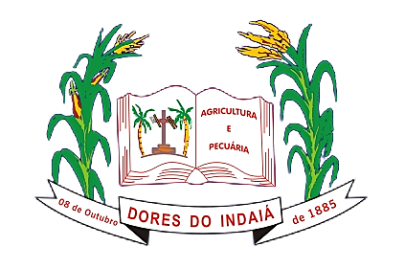 AGRICULTURA
E
PECUÁRIA
08 de Outubro
DORES DO INDAIÁ
de 1885